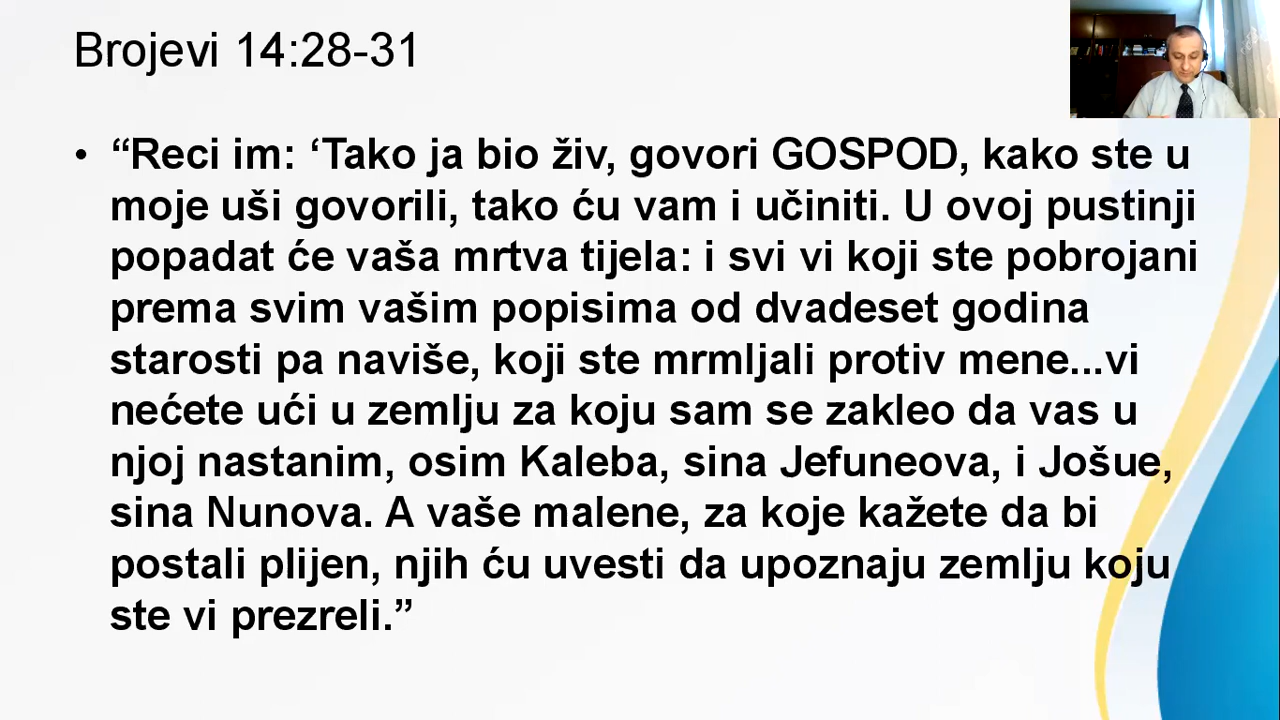 Brojevi 14:28-31
• “Reci im: ‘Tako ja bio živ, govori GOSPOD, kako ste u
moje uši govorili, tako ću vam i učiniti. U ovoj pustinji
popadat će vaša mrtva tijela: i svi vi koji ste pobrojani
prema svim vašim popisima od dvadeset godina
starosti pa naviše, koji ste mrmljali protiv mene...vi
nećete ući u zemlju za koju sam se zakleo da vas u
njoj nastanim, osim Kaleba, sina Jefuneova, i Jošue,
sina Nunova. A vaše malene, za koje kažete da bi
postali plijen, njih ću uvesti da upoznaju zemlju koju
ste vi prezreli.”